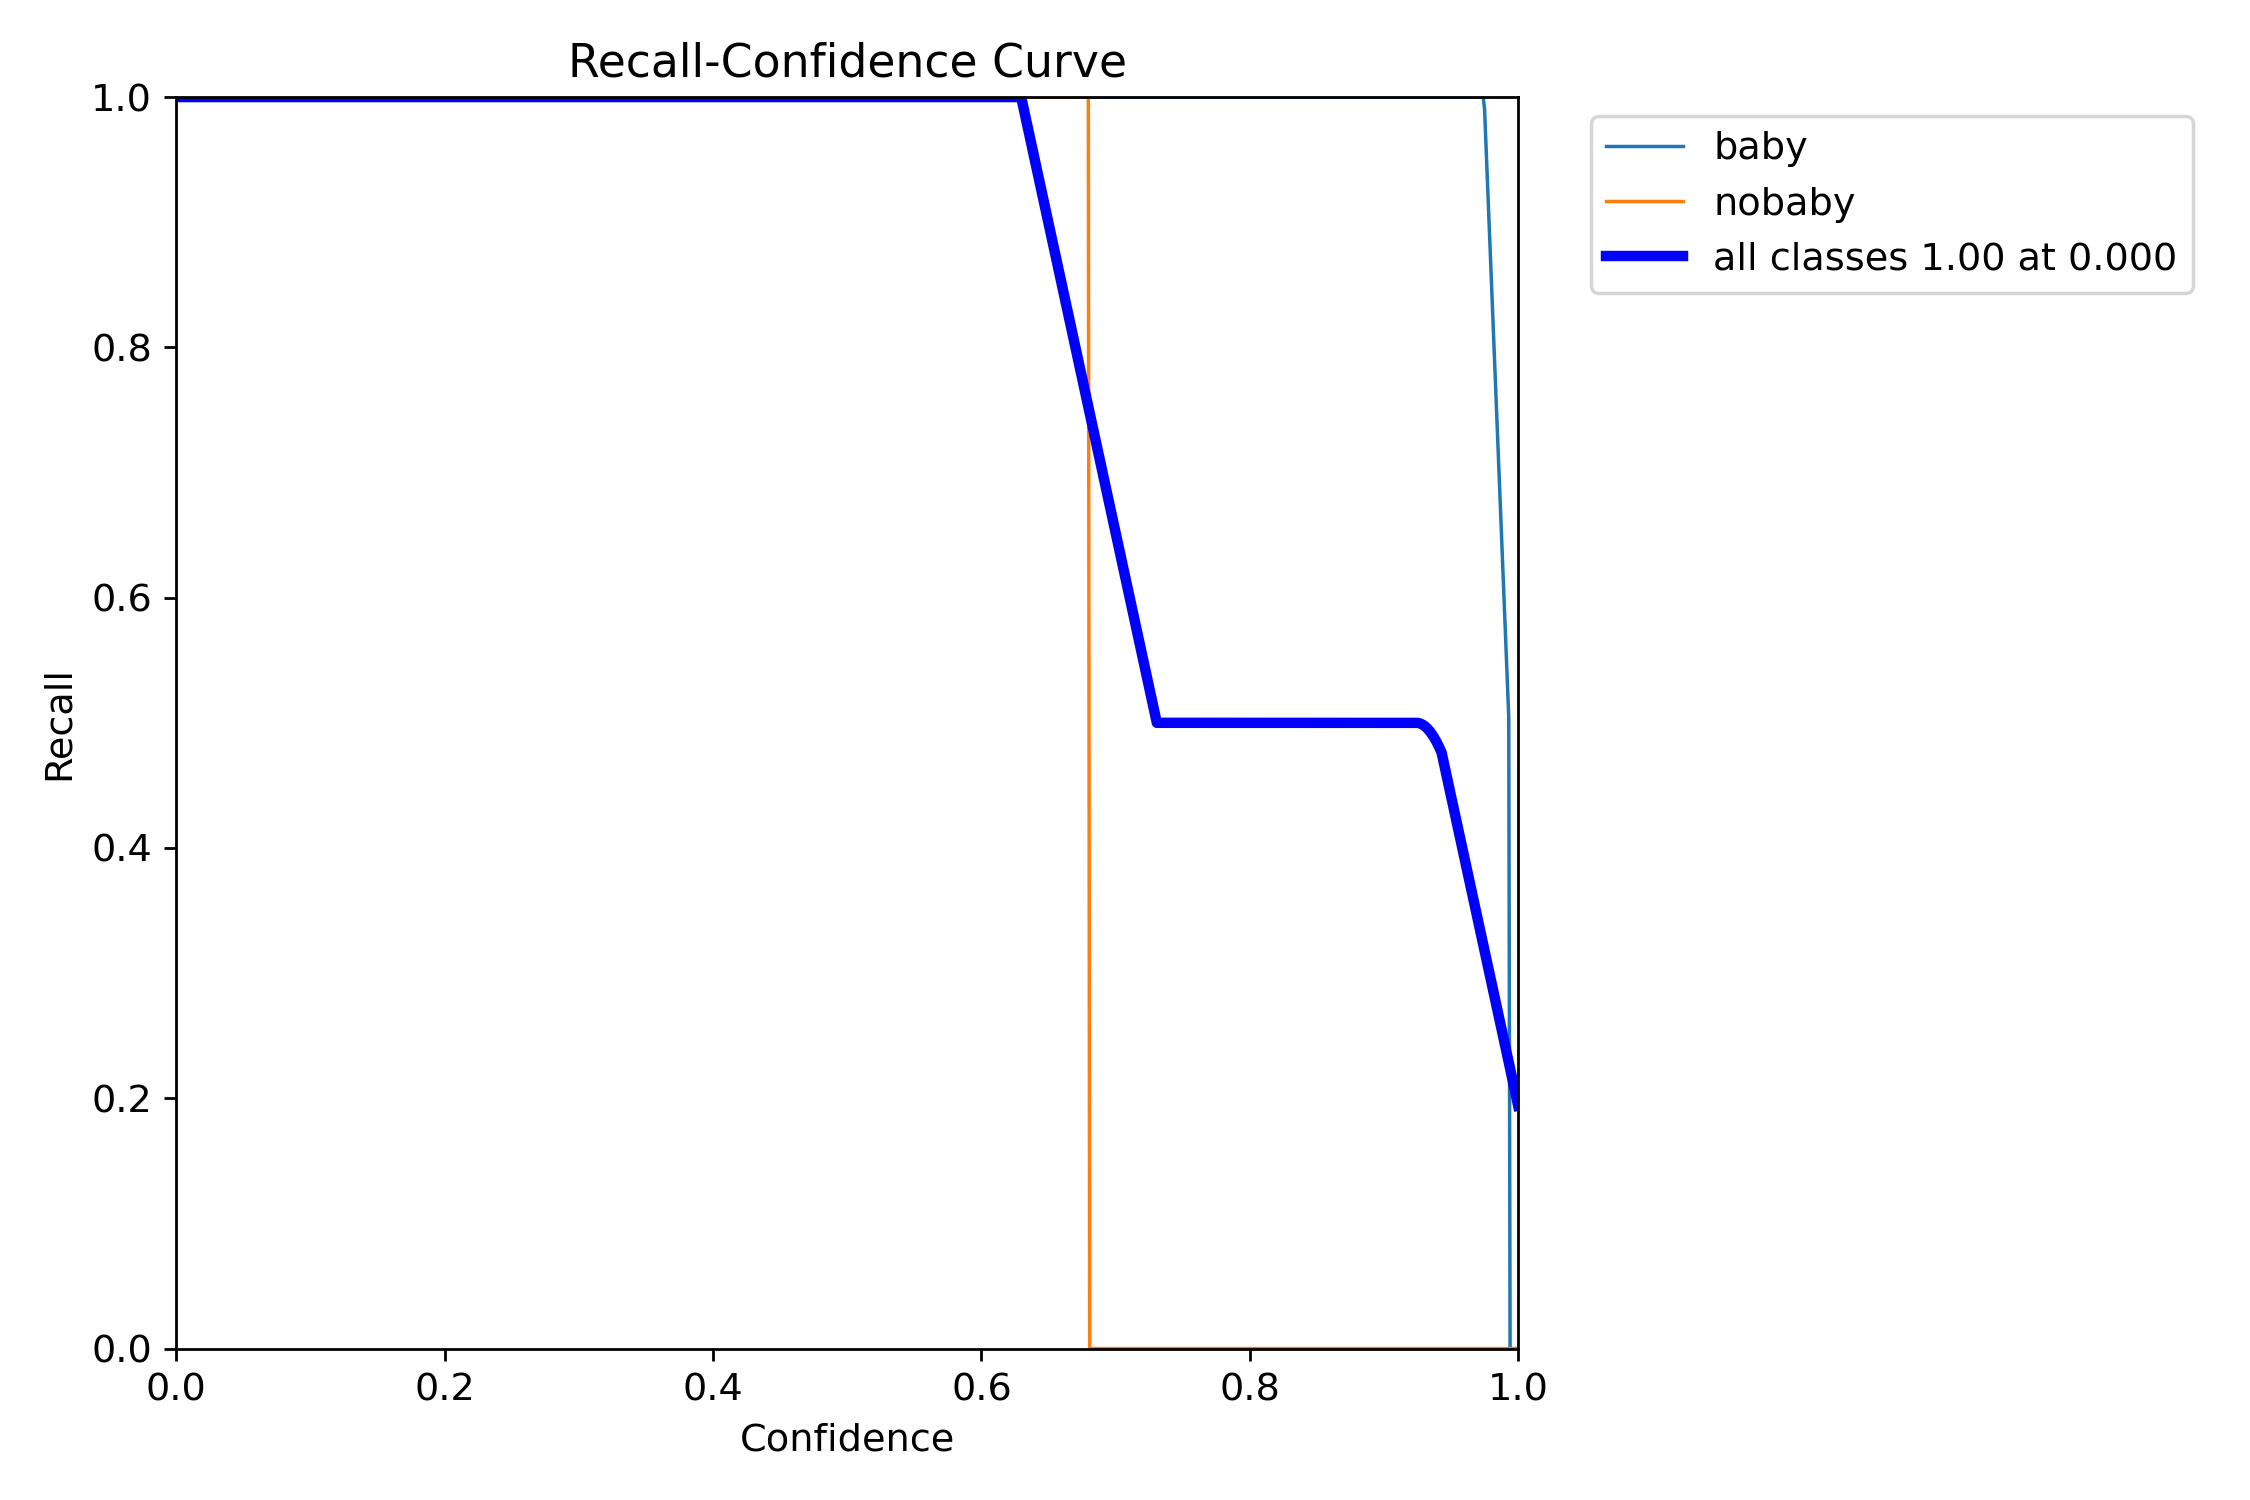 Recall-Confidence Curve
1.0
0.8
0.6
0.4
0.2
0.0
Recall
0.0 0.2 0.4 0.6 0.8 1.0
Confidence
baby
nobaby
all classes 1.00 at 0.000